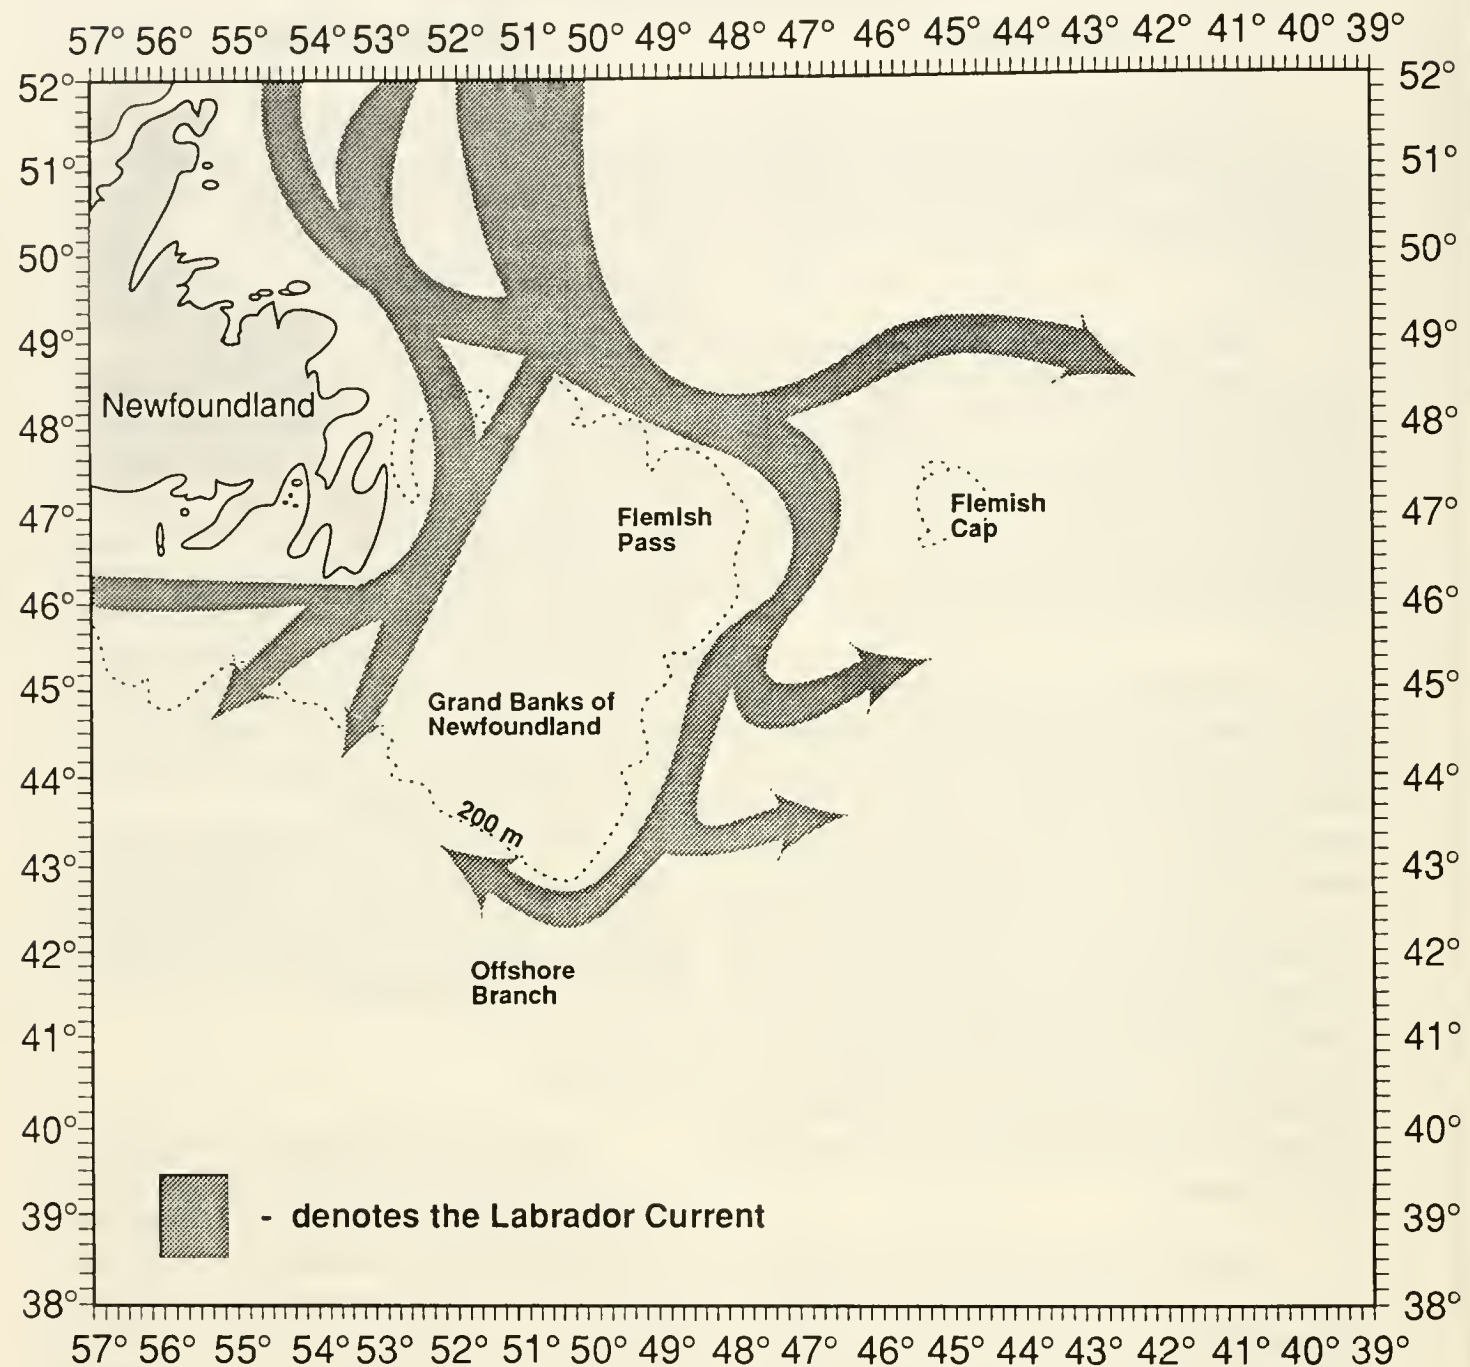 57° 56° 55° 54° 53° 52° 51° 50° 49° 48° 47° 46° 45° 44° 43° 42° 41° 40° 39°
52° 52°
51° 51°
50° 50°
49° 49°
Newfoundland
48° 48°
Flemish
Pass
Flemish
Cap
47° 47°
46° 46°
45° 45°
Grand Banks of
Newfoundland
44° 44°
200 m
43° 43°
42° 42°
Offshore
Branch
41° 41°
40° 40°
39° - denotes the Labrador Current 39°
38° 38°
57° 56° 55° 54° 53° 52° 51° 50° 49° 48° 47° 46° 45° 44° 43° 42° 41° 40° 39°